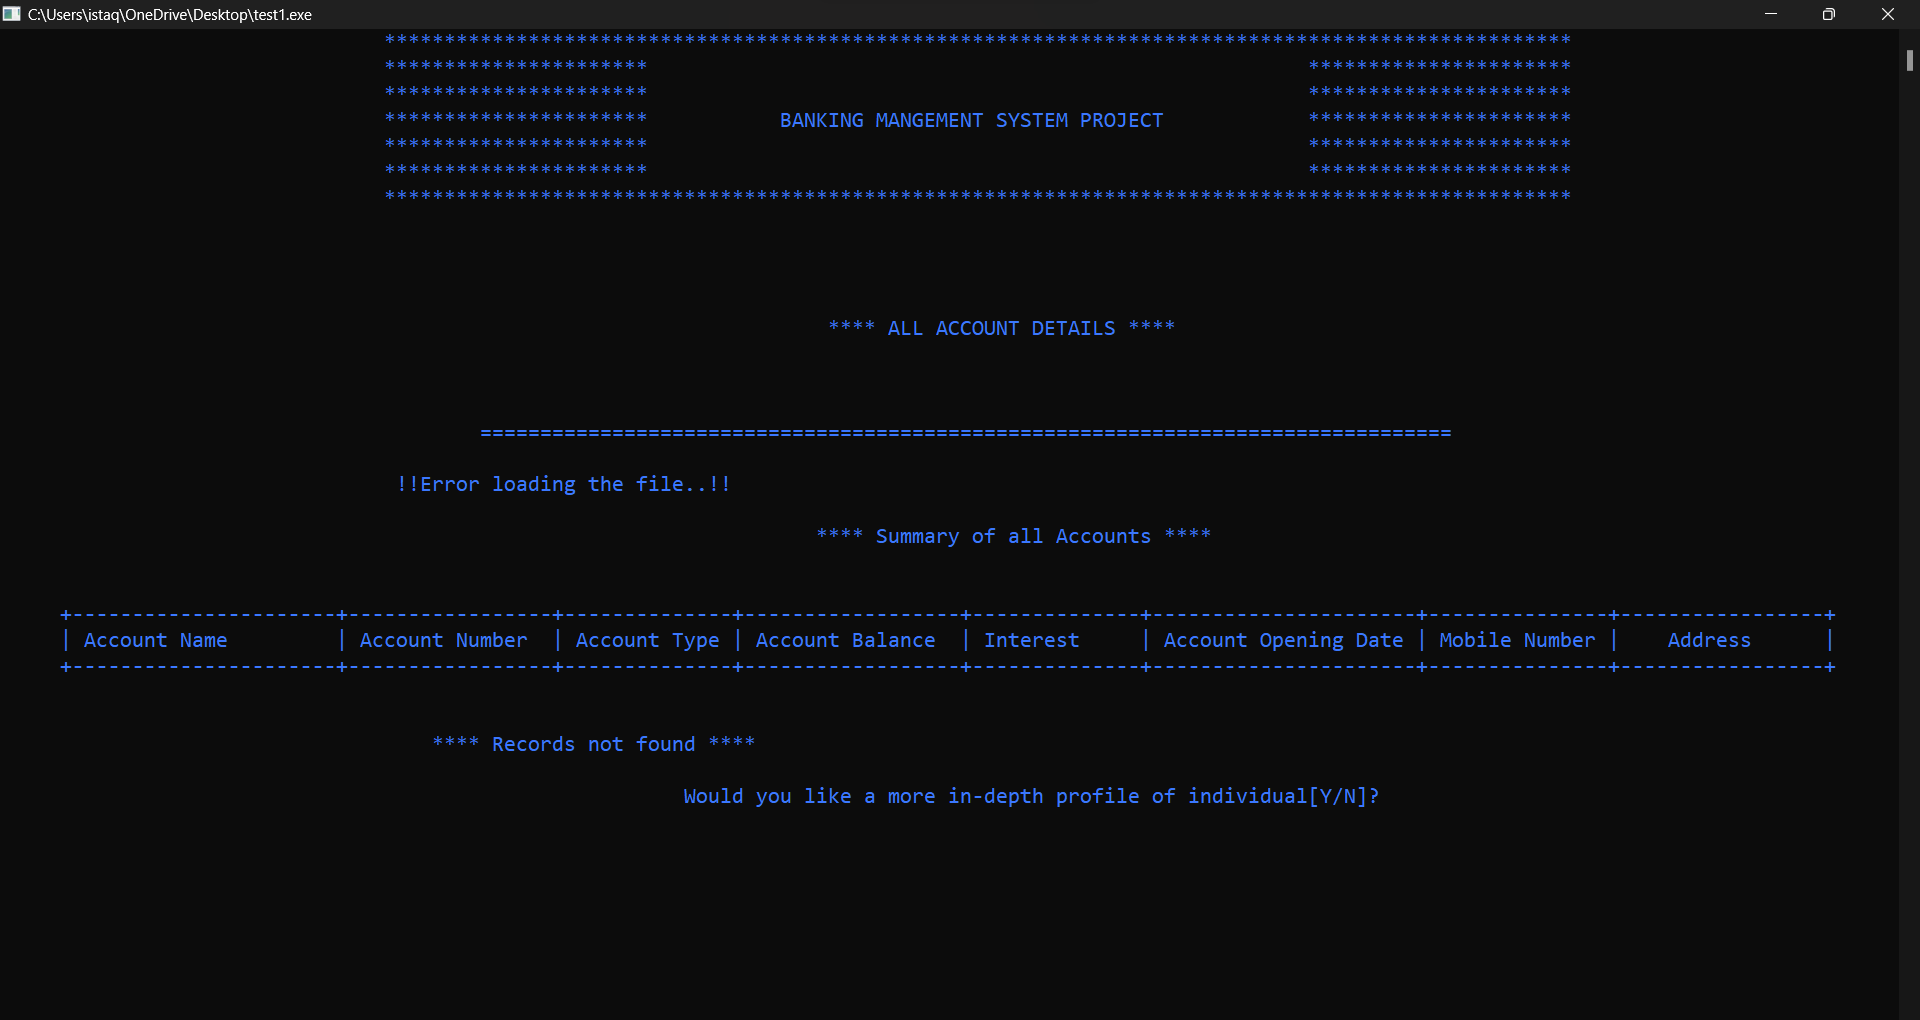 C:\Users\istaq\OneDrive\Desktop\test1.exe
***************************************************************************************************
********************** **********************
********************** **********************
********************** BANKING MANGEMENT SYSTEM PROJECT **********************
********************** **********************
********************** **********************
***************************************************************************************************
**** ALL ACCOUNT DETAILS ****
=================================================================================
!!Error loading the file..!!
**** Summary of all Accounts ****
+----------------------+-----------------+--------------+------------------+--------------+----------------------+---------------+-----------------+
| Account Name | Account Number | Account Type | Account Balance | Interest | Account Opening Date | Mobile Number | Address |
+----------------------+-----------------+--------------+------------------+--------------+----------------------+---------------+-----------------+
**** Records not found ****
Would you like a more in-depth profile of individual[Y/N]?